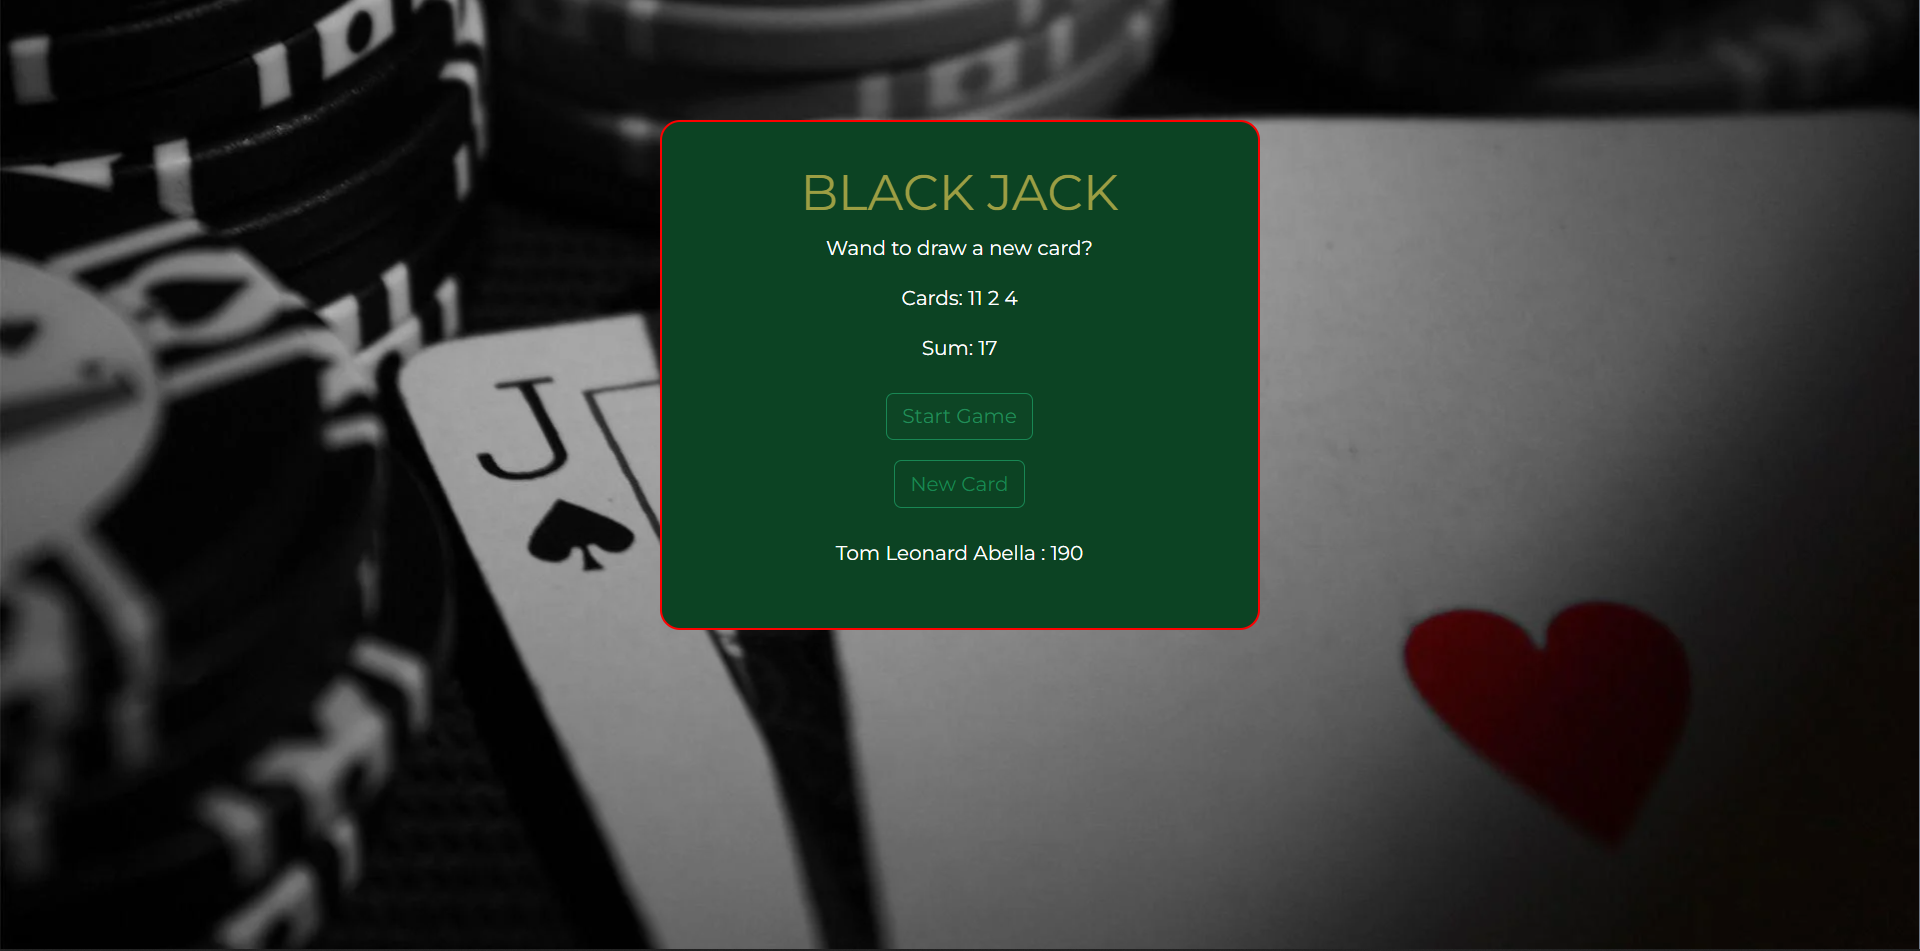 BLACK JACK
Wand to draw a new card?
Cards: 11 2 4
Sum: 17
Start Game
J
New Card
Tom Leonard Abella : 190